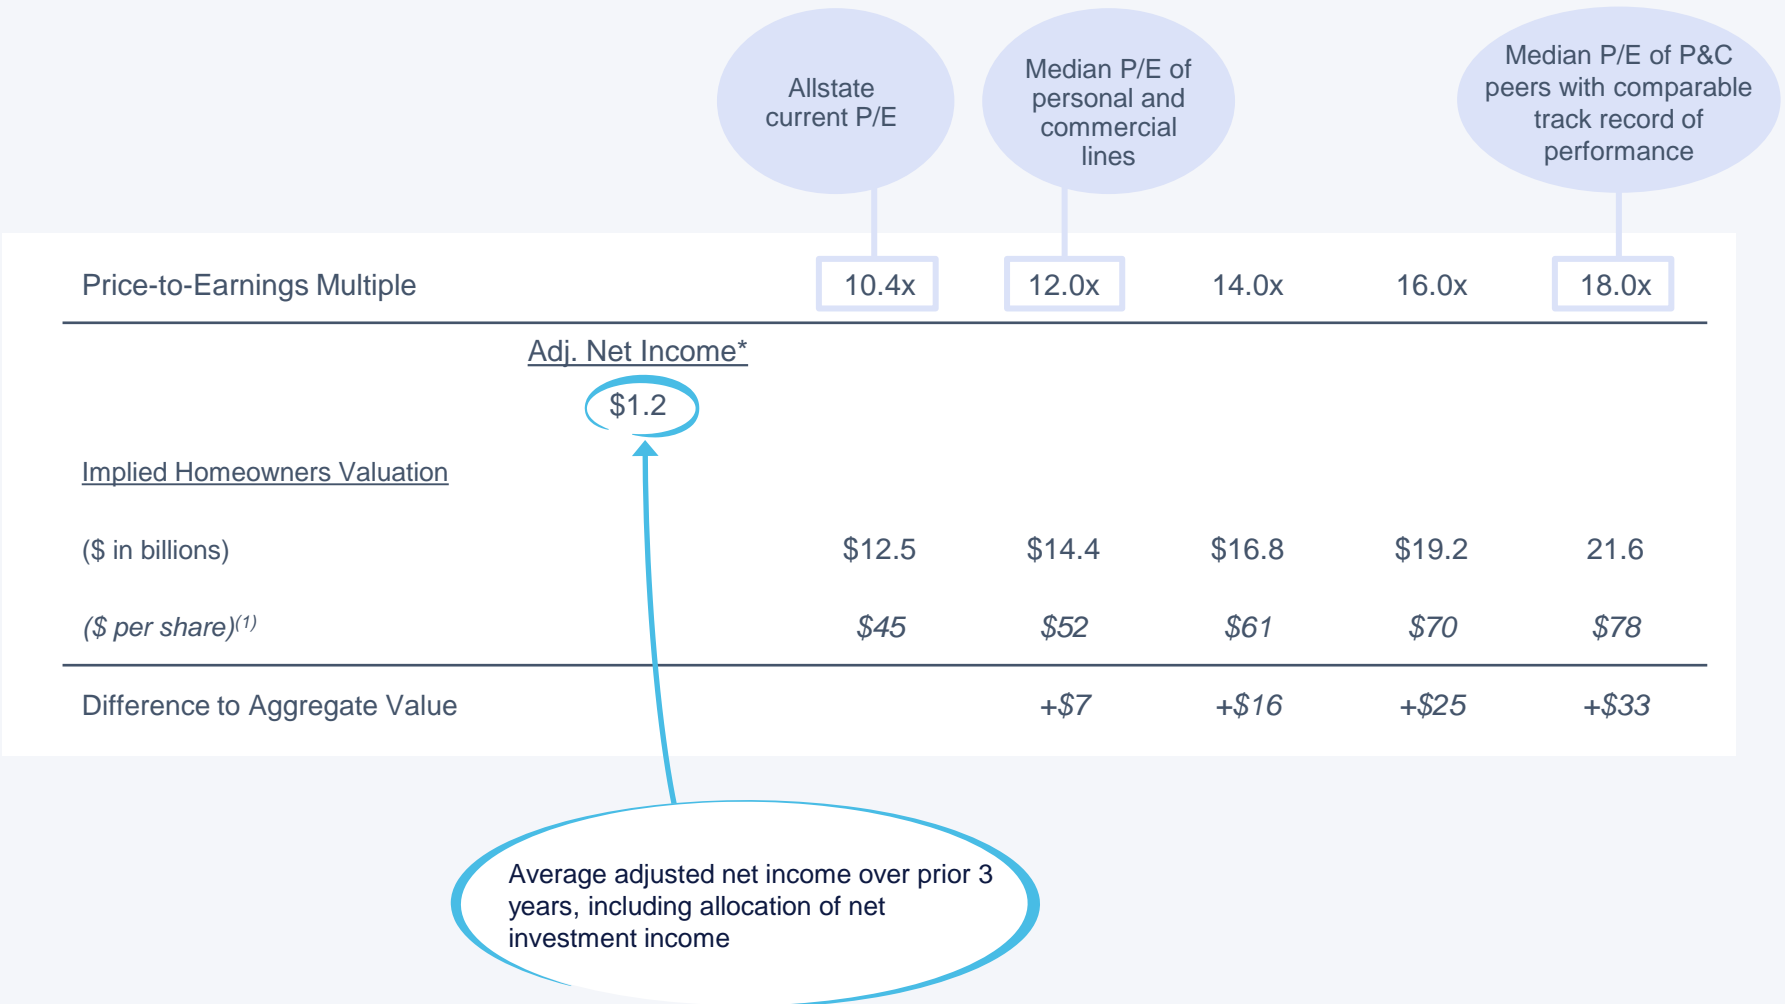 Allstate
current P/E
Median P/E of
personal and
commercial
lines
Median P/E of P&C
peers with comparable
track record of
performance
Price-to-Earnings Multiple 10.4x 12.0x 14.0x 16.0x 18.0x
Adj. Net Income*
$1.2
Implied Homeowners Valuation
($ in billions) $12.5 $14.4 $16.8 $19.2 21.6
($ per share)(1) $45 $52 $61 $70 $78
Difference to Aggregate Value +$7 +$16 +$25 +$33
Average adjusted net income over prior 3
years, including allocation of net
investment income